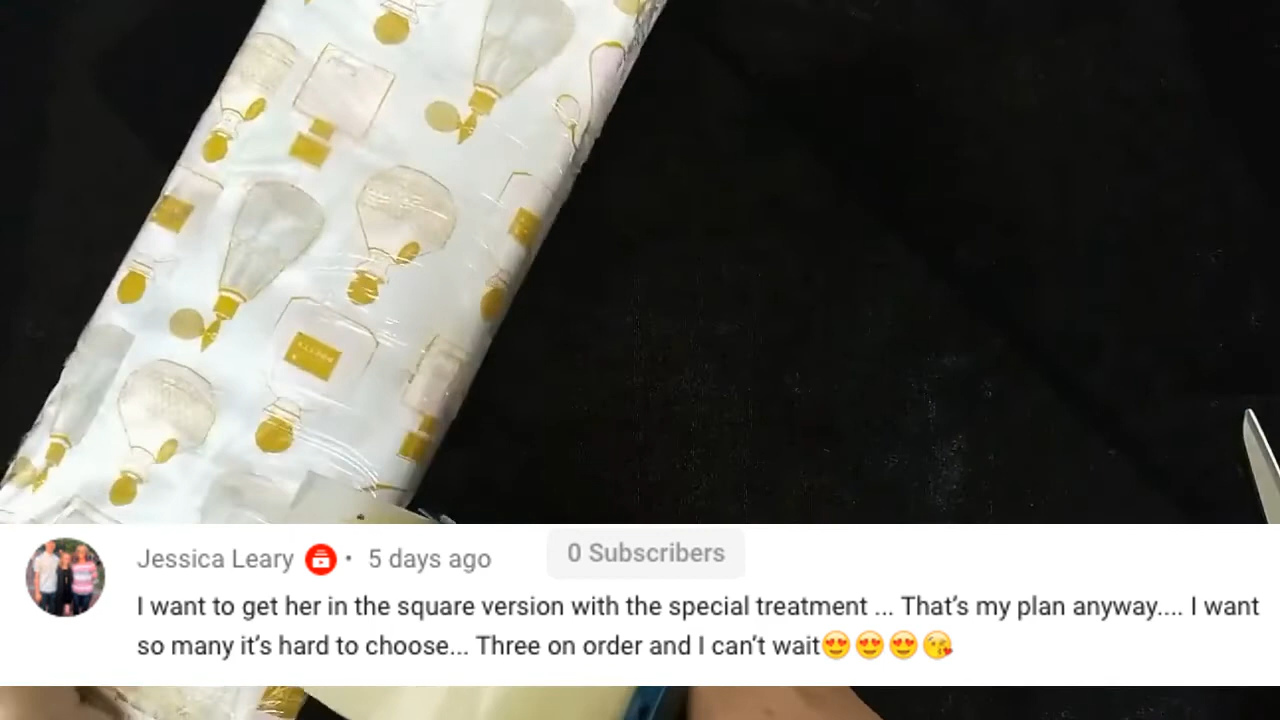 PRETTY
Jessica Leary • 5 days ago
0 Subscribers
I want to get her in the square version with the special treatment ... That's my plan anyway.... I want
so many it's hard to choose... Three on order and I can't wait😍😍😍😘